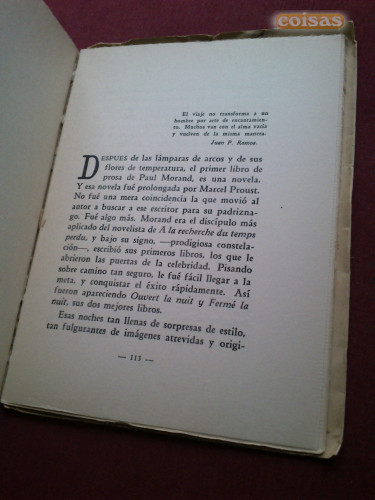 coisas
El viaje no transforma a un
hombre por arte de encantamien-
to. Muchos van con el alma vacía
y vuelven de la misma manera.
Juan P. Ramos.
DESPUES de las lámparas de arcos y de sus
flores de temperatura, el primer libro de
prosa de Paul Morand, es una novela.
Y esa novela fué prolongada por Marcel Proust.
No fué una mera coincidencia la que movió al
autor a buscar a ese escritor para su padrinaz-
go. Fué algo más. Morand era el discípulo más
aplicado del novelista de A la recherche du temps
perdu, y bajo su signo, —prodigiosa constela-
ción—, escribió sus primeros libros, los que le
abrieron las puertas de la celebridad. Pisando
sobre camino tan seguro, le fué fácil llegar a la
meta, y conquistar el éxito rápidamente. Así
fueron apareciendo Ouvert la nuit y Fermé la
nuit, sus dos mejores libros.
Esas noches tan llenas de sorpresas de estilo,
tan fulgurantes de imágenes atrevidas y origi-
— 113 —